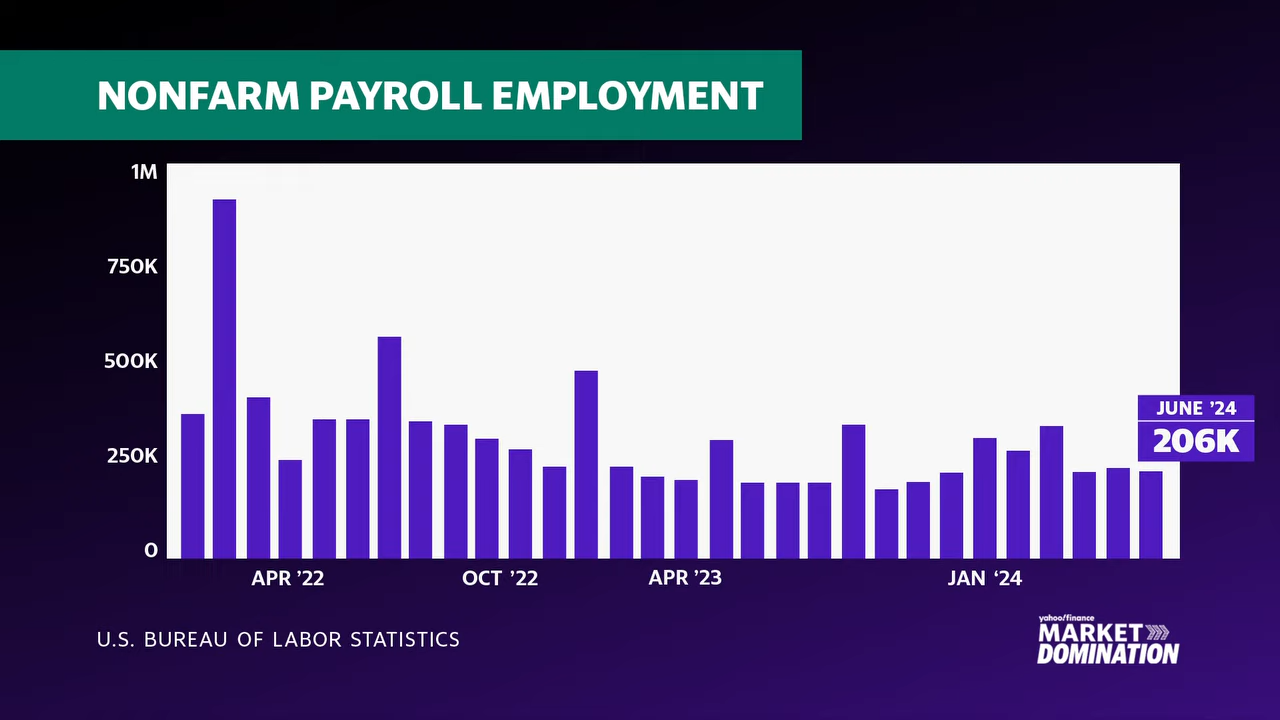 NONFARM PAYROLL EMPLOYMENT
1M
750K
500K
250K
0
JUNE ’24
206K
APR ’22
OCT ’22
APR ’23
JAN ‘24
U.S. BUREAU OF LABOR STATISTICS
yahoo/finance
MARKET
DOMINATION